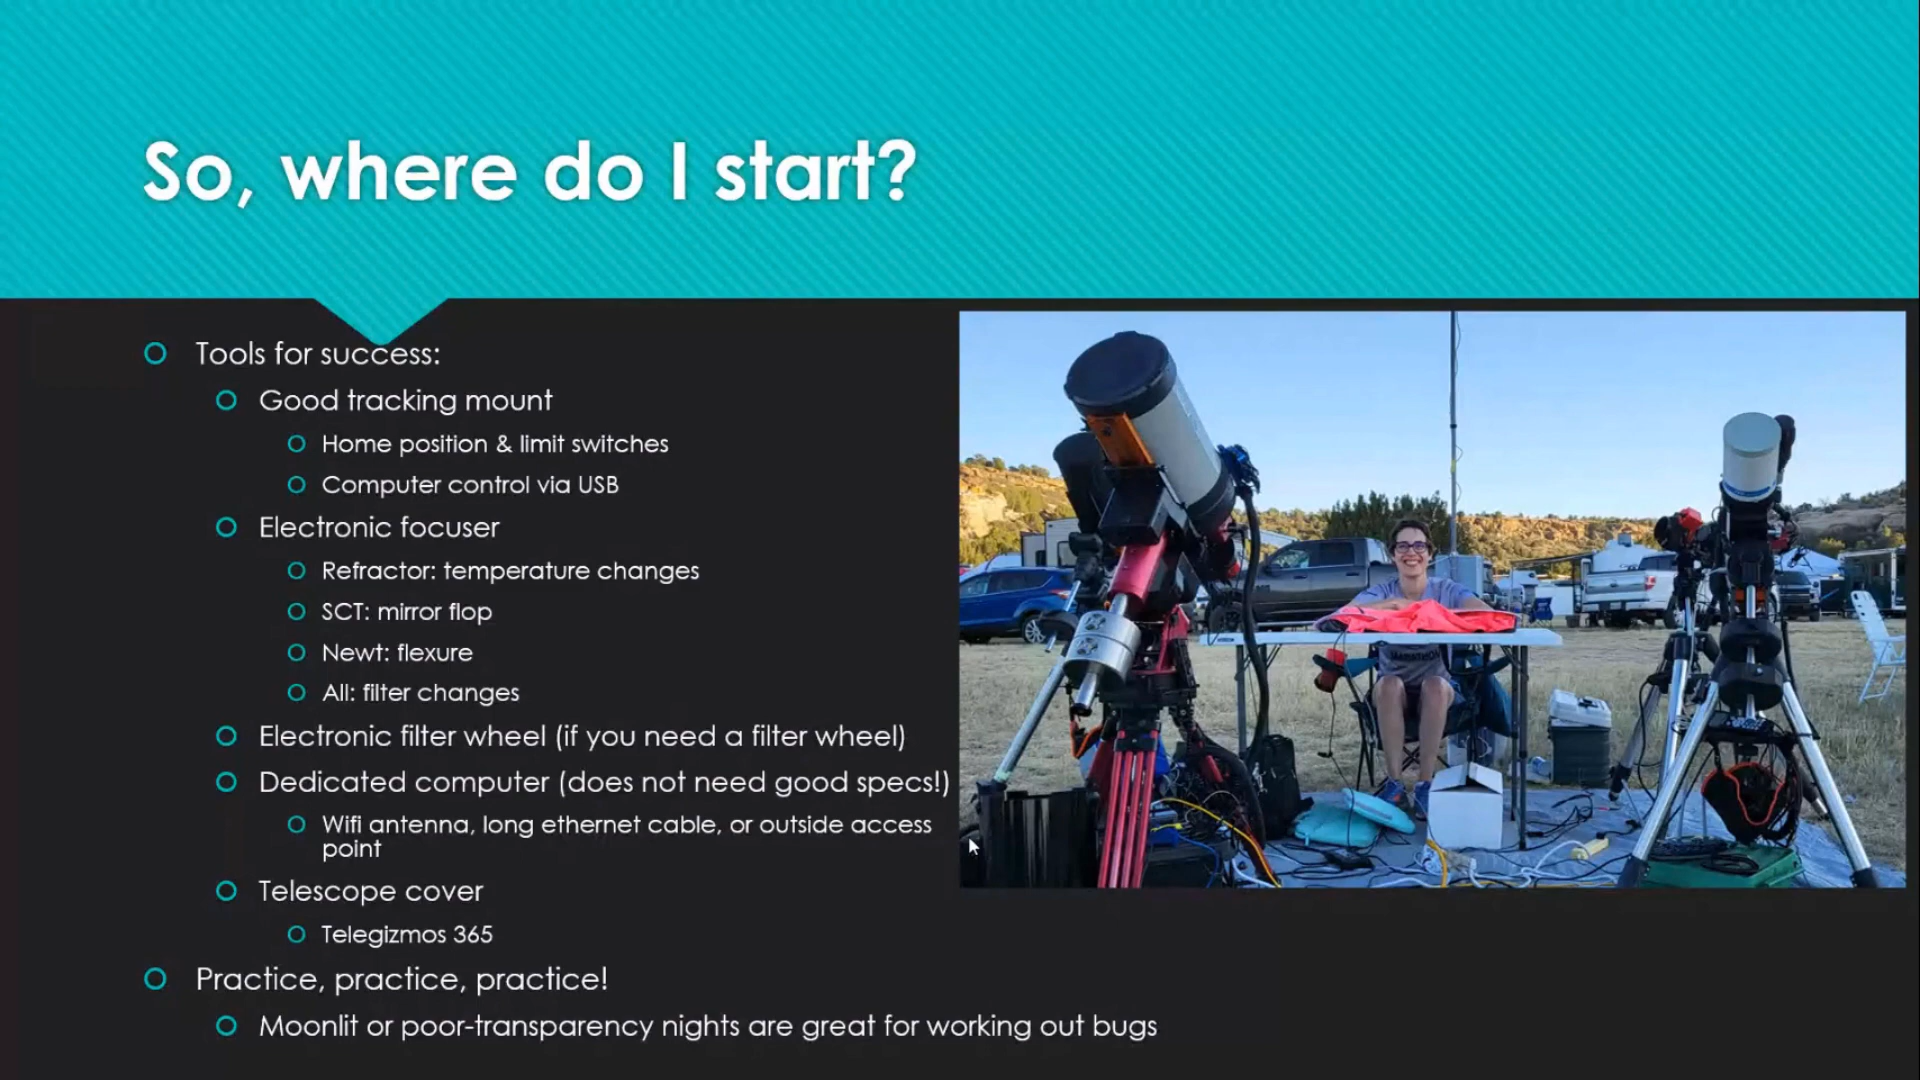 So, where do I start?
Tools for success:
Good tracking mount
Home position & limit switches
Computer control via USB
Electronic focuser
Refractor: temperature changes
SCT: mirror flop
Newt: flexure
All: filter changes
Electronic filter wheel (if you need a filter wheel)
Dedicated computer (does not need good specs!)
Wifi antenna, long ethernet cable, or outside access
point
Telescope cover
Telegizmos 365
Practice, practice, practice!
Moonlit or poor-transparency nights are great for working out bugs